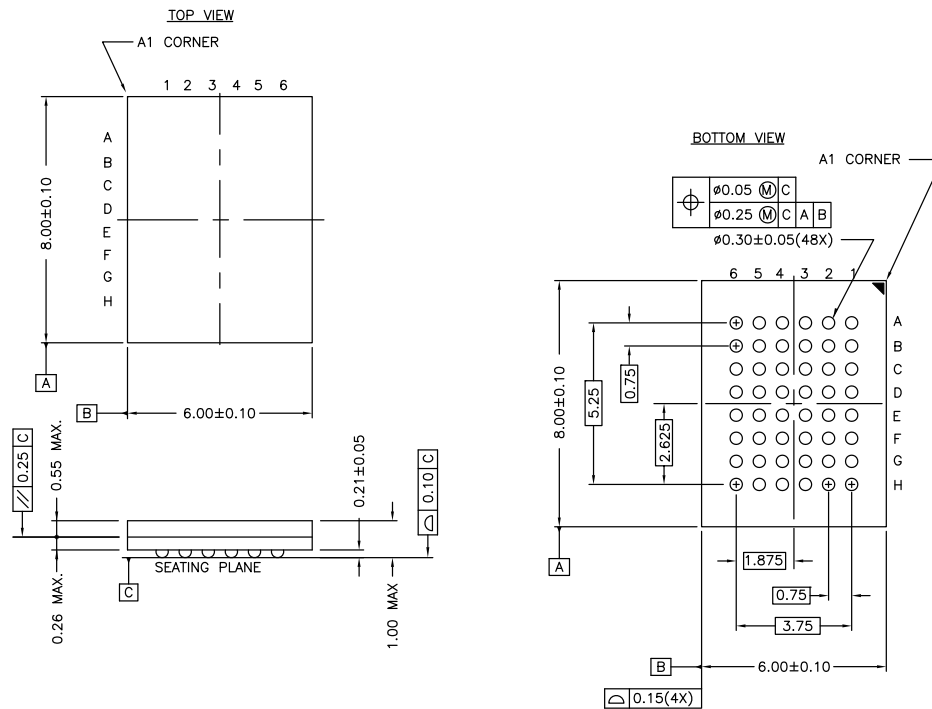 TOP VIEW
A1 CORNER
1 2 3 4 5 6
A
B
C
D
E
F
G
H
8.00±0.10
A
B
6.00±0.10
// 0.25 C
0.55 MAX.
0.26 MAX.
0.21±0.05
0.10 C
1.00 MAX
SEATING PLANE
C
BOTTOM VIEW
A1 CORNER
ø0.05 Ⓜ C
ø0.25 Ⓜ C A B
ø0.30±0.05(48X)
6 5 4 3 2 1
A
B
C
D
E
F
G
H
8.00±0.10
5.25
0.75
2.625
A
1.875
0.75
3.75
B
6.00±0.10
0.15(4X)